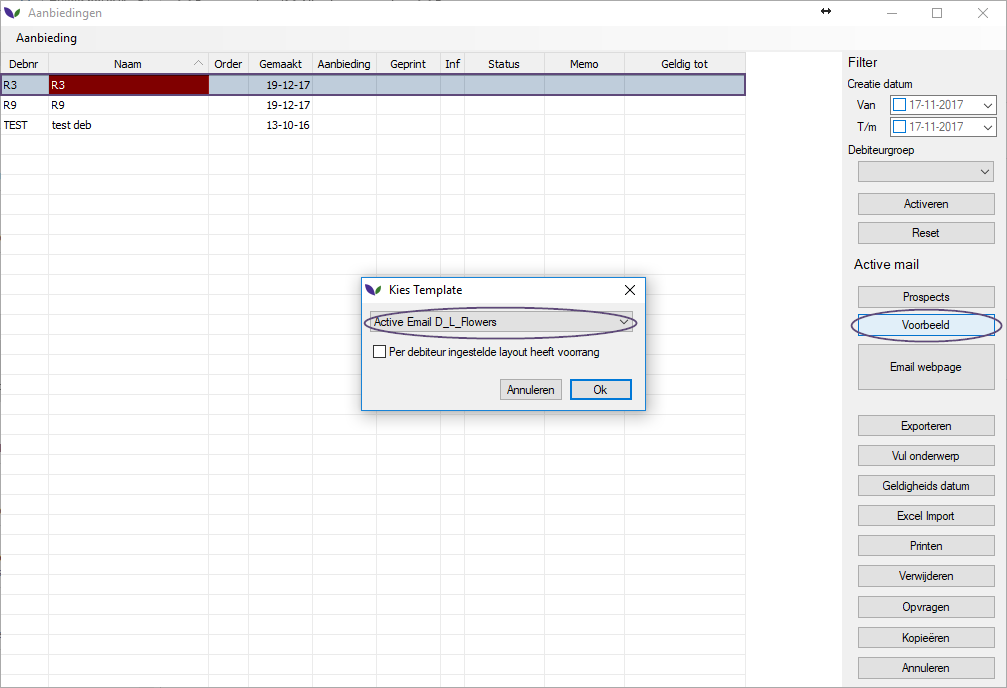 Aanbiedingen
Aanbieding
Debnr Naam Order Gemaakt Aanbieding Geprint Inf Status Memo Geldig tot
R3 R3 19-12-17
R9 R9 19-12-17
TEST test deb 13-10-16
Kies Template
Active Email D_L_Flowers
Per debiteur ingestelde layout heeft voorrang
Annuleren Ok
Filter
Creatie datum
Van 17-11-2017
T/m 17-11-2017
Debiteurgroep
Activeren
Reset
Active mail
Prospects
Voorbeeld
Email webpage
Exporteren
Vul onderwerp
Geldigheids datum
Excel Import
Printen
Verwijderen
Opvragen
Kopieëren
Annuleren